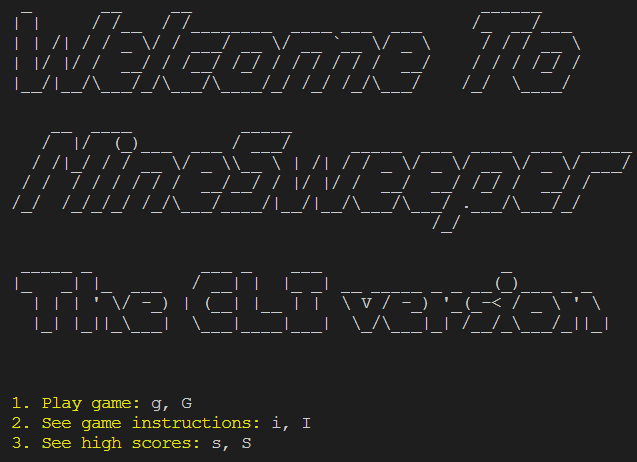 Welcome To
MineSweeper
The CLI version
1. Play game: g, G
2. See game instructions: i, I
3. See high scores: s, S